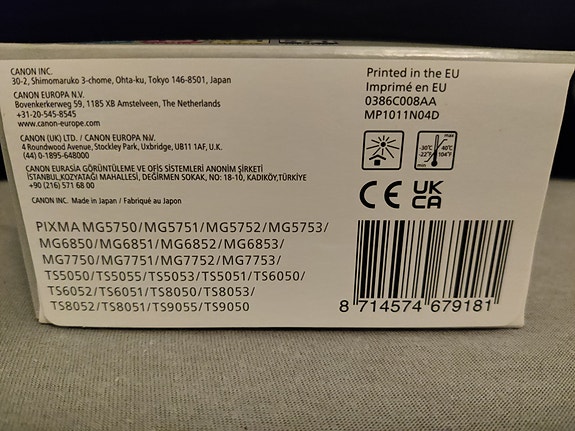 CANON INC.
30-2, Shimomaruko 3-chome, Ohta-ku, Tokyo 146-8501, Japan
CANON EUROPA N.V.
Bovenkerkerweg 59, 1185 XB Amstelveen, The Netherlands
+31-20-545-8545
www.canon-europe.com
CANON (UK) LTD. / CANON EUROPA N.V.
4 Roundwood Avenue, Stockley Park, Uxbridge, UB11 1AF, U.K.
(44) 0-1895-648000
CANON EURASIA GÖRÜNTÜLEME VE OFİS SİSTEMLERİ ANONİM ŞİRKETİ
İSTANBUL,KOZYATAĞI MAHALLESİ, DEĞİRMEN SOKAK, NO: 18-10, KADIKÖY,TÜRKİYE
+90 (216) 571 68 00
CANON INC. Made in Japan / Fabriqué au Japon
PIXMA MG5750/MG5751/MG5752/MG5753/
MG6850/MG6851/MG6852/MG6853/
MG7750/MG7751/MG7752/MG7753/
TS5050/TS5055/TS5053/TS5051/TS6050/
TS6052/TS6051/TS8050/TS8053/
TS8052/TS8051/TS9055/TS9050
Printed in the EU
Imprimé en EU
0386C008AA
MP1011N04D
max
-30°C 40°C
-22°F 104°F
min
CE UK
CA
8 714574 679181